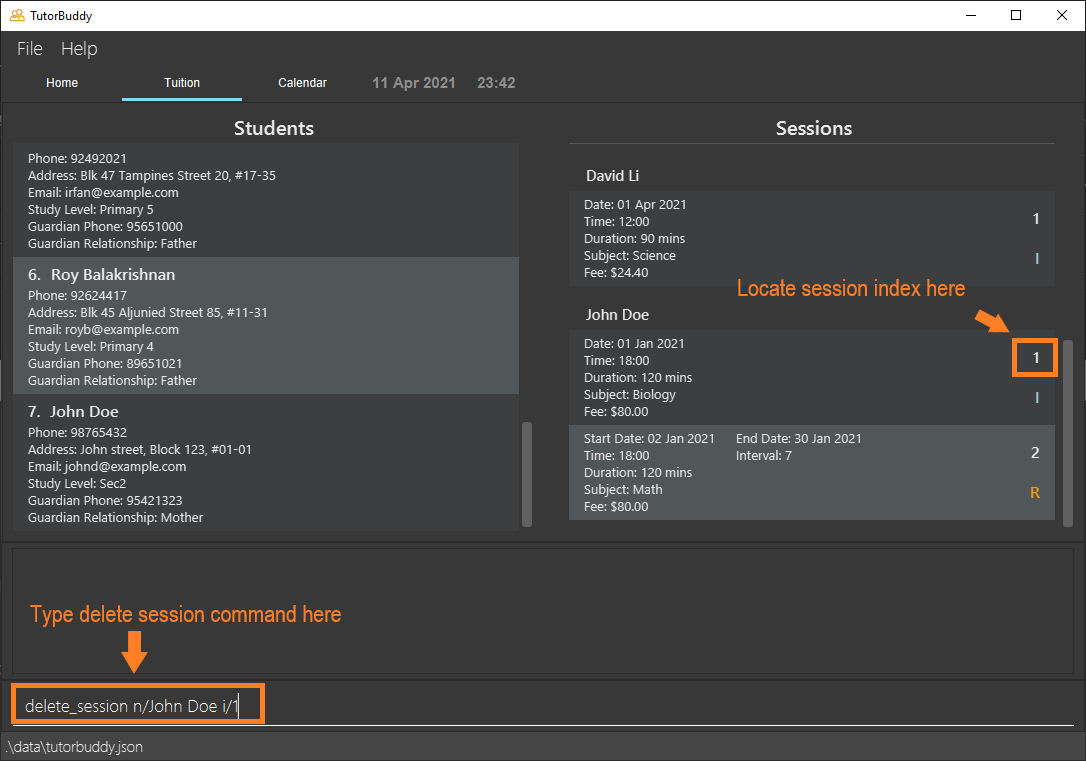 TutorBuddy
File Help
Home Tuition Calendar 11 Apr 2021 23:42
Students
Phone: 92492021
Address: Blk 47 Tampines Street 20, #17-35
Email: irfan@example.com
Study Level: Primary 5
Guardian Phone: 95651000
Guardian Relationship: Father
6. Roy Balakrishnan
Phone: 92624417
Address: Blk 45 Aljunied Street 85, #11-31
Email: royb@example.com
Study Level: Primary 4
Guardian Phone: 89651021
Guardian Relationship: Father
7. John Doe
Phone: 98765432
Address: John street, Block 123, #01-01
Email: johnd@example.com
Study Level: Sec2
Guardian Phone: 95421323
Guardian Relationship: Mother
Sessions
David Li
Date: 01 Apr 2021
Time: 12:00
1
Duration: 90 mins
Subject: Science
I
Fee: $24.40
Locate session index here
John Doe
Date: 01 Jan 2021
Time: 18:00
1
Duration: 120 mins
Subject: Biology
I
Fee: $80.00
Start Date: 02 Jan 2021 End Date: 30 Jan 2021
Time: 18:00 Interval: 7
2
Duration: 120 mins
Subject: Math
R
Fee: $80.00
Type delete session command here
delete_session n/John Doe i/1
.\data\tutorbuddy.json